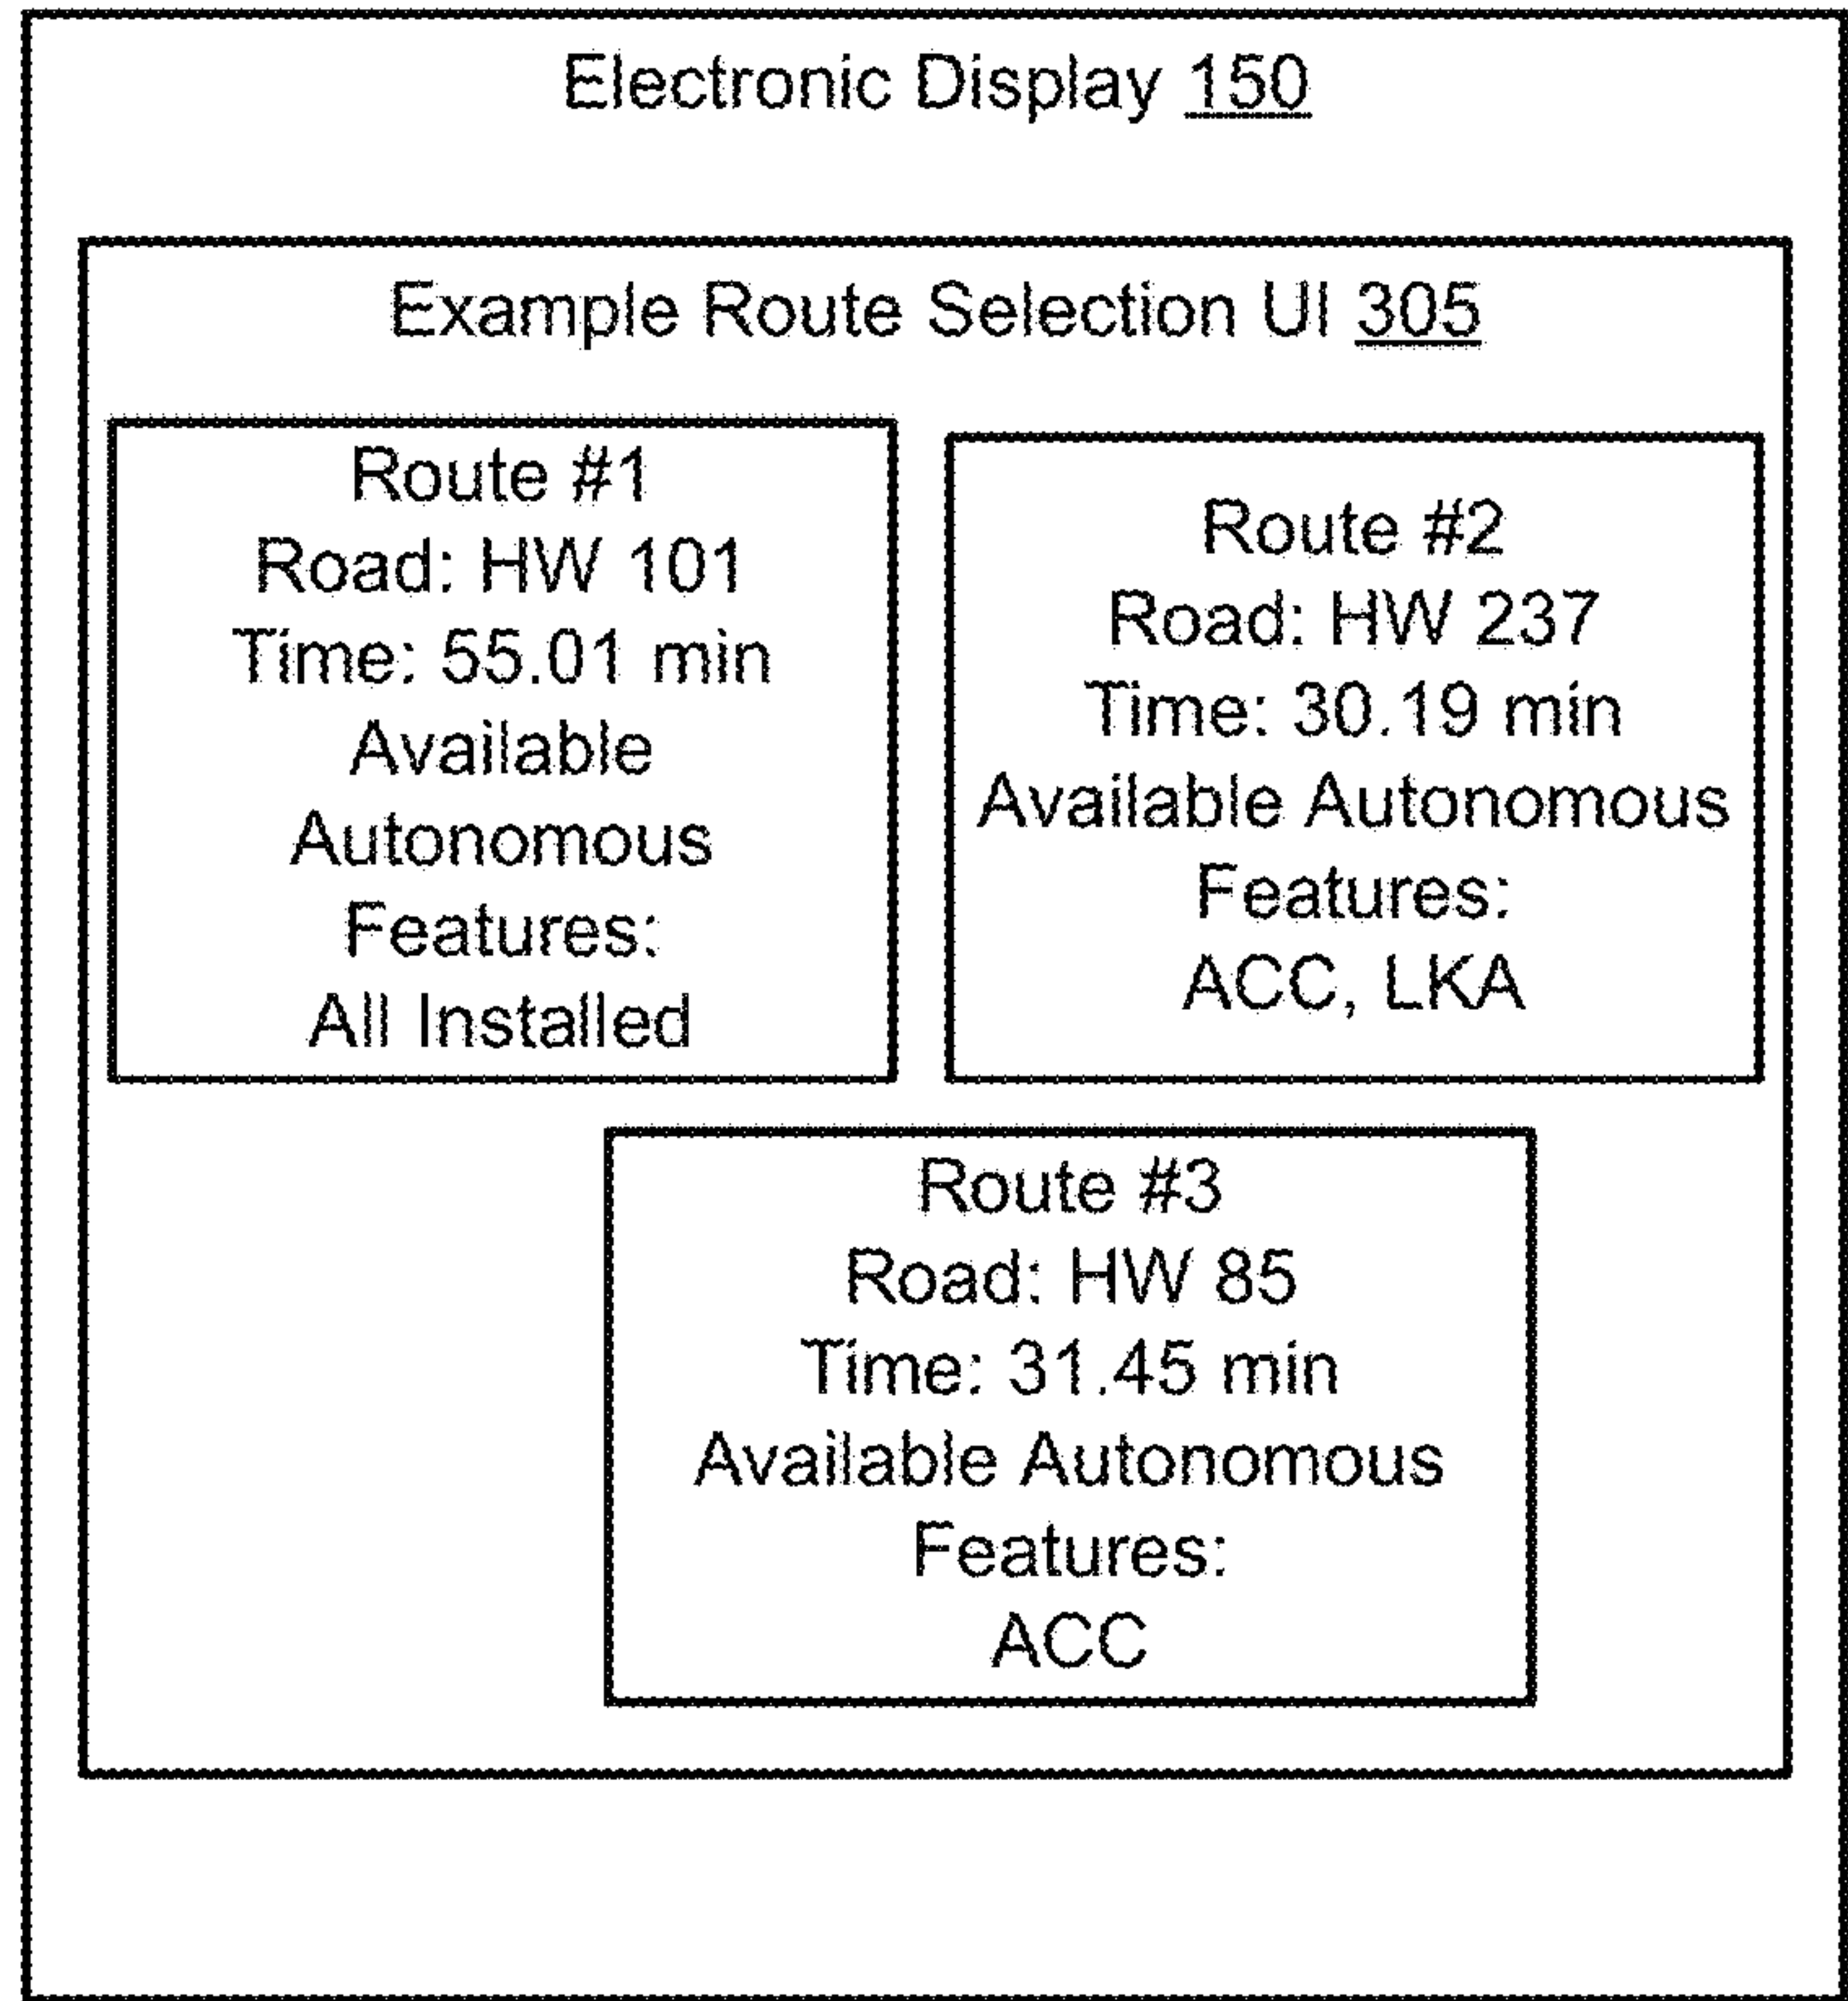 Electronic Display 150
Example Route Selection UI 305
Route #1
Road: HW 101
Time: 55.01 min
Available
Autonomous
Features:
All Installed
Route #2
Road: HW 237
Time: 30.19 min
Available Autonomous
Features:
ACC, LKA
Route #3
Road: HW 85
Time: 31.45 min
Available Autonomous
Features:
ACC